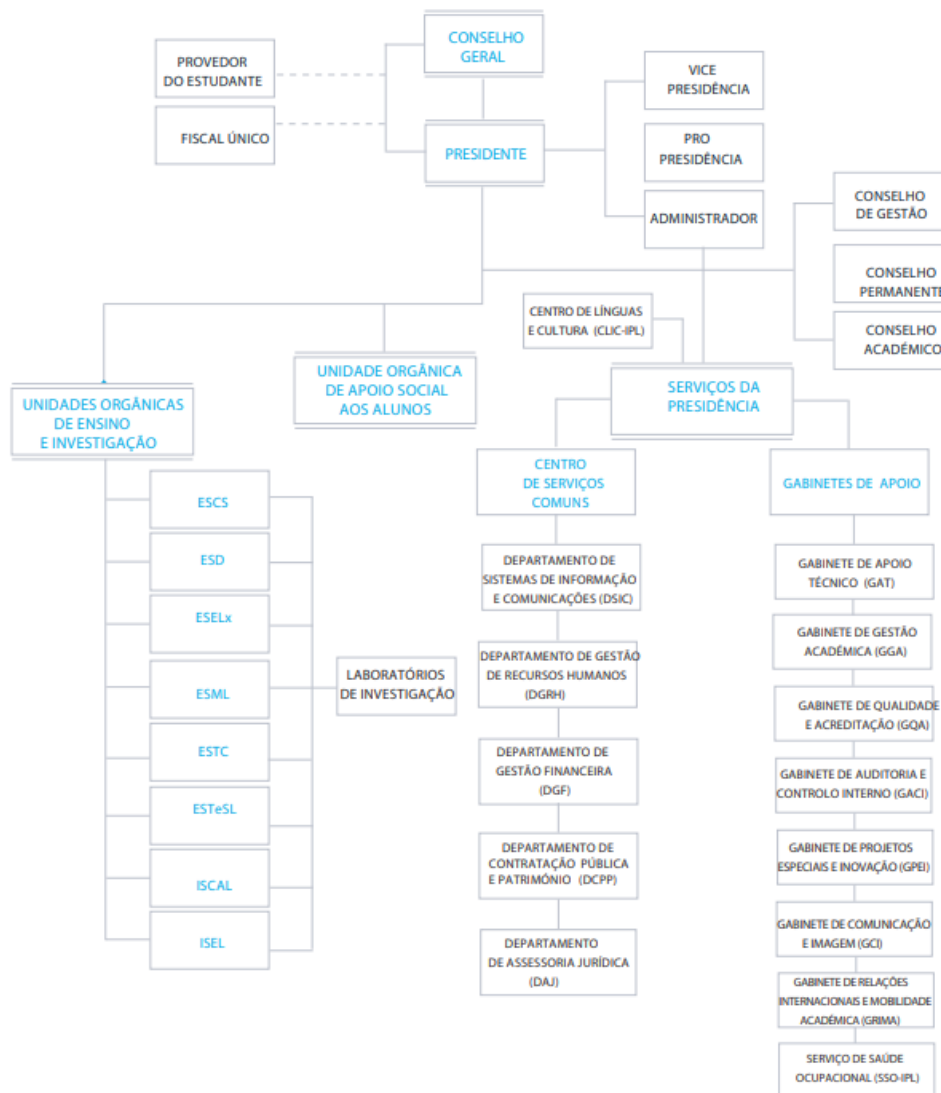 CONSELHO
GERAL
PROVEDOR
DO ESTUDANTE
FISCAL ÚNICO
PRESIDENTE
VICE
PRESIDÊNCIA
PRO
PRESIDÊNCIA
ADMINISTRADOR
CONSELHO
DE GESTÃO
CONSELHO
PERMANENTE
CONSELHO
ACADÉMICO
CENTRO DE LÍNGUAS
E CULTURA (CLIC-IPL)
UNIDADES ORGÂNICAS
DE ENSINO
E INVESTIGAÇÃO
UNIDADE ORGÂNICA
DE APOIO SOCIAL
AOS ALUNOS
SERVIÇOS DA
PRESIDÊNCIA
ESCS
ESD
ESELx
ESML
ESTC
ESTeSL
ISCAL
ISEL
LABORATÓRIOS
DE INVESTIGAÇÃO
CENTRO
DE SERVIÇOS
COMUNS
DEPARTAMENTO DE
SISTEMAS DE INFORMAÇÃO
E COMUNICAÇÕES (DSIC)
DEPARTAMENTO DE GESTÃO
DE RECURSOS HUMANOS
(DGRH)
DEPARTAMENTO DE
GESTÃO FINANCEIRA
(DGF)
DEPARTAMENTO DE
CONTRATAÇÃO PÚBLICA
E PATRIMÓNIO (DCPP)
DEPARTAMENTO
DE ASSESSORIA JURÍDICA
(DAJ)
GABINETES DE APOIO
GABINETE DE APOIO
TÉCNICO (GAT)
GABINETE DE GESTÃO
ACADÉMICA (GGA)
GABINETE DE QUALIDADE
E ACREDITAÇÃO (GQA)
GABINETE DE AUDITORIA E
CONTROLO INTERNO (GACI)
GABINETE DE PROJETOS
ESPECIAIS E INOVAÇÃO (GPEI)
GABINETE DE COMUNICAÇÃO
E IMAGEM (GCI)
GABINETE DE RELAÇÕES
INTERNACIONAIS E MOBILIDADE
ACADÉMICA (GRIMA)
SERVIÇO DE SAÚDE
OCUPACIONAL (SSO-IPL)